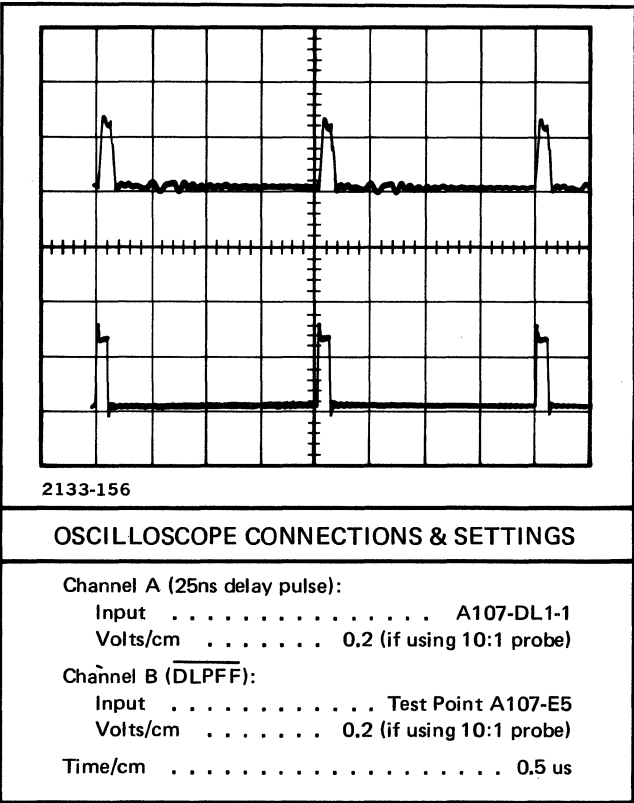 2133-156
OSCILLOSCOPE CONNECTIONS & SETTINGS
Channel A (25ns delay pulse):
Input . . . . . . . . . . . . . . . . A107-DL1-1
Volts/cm . . . . . . . 0.2 (if using 10:1 probe)
Channel B (DLPFF):
Input . . . . . . . . . . . . Test Point A107-E5
Volts/cm . . . . . . . 0.2 (if using 10:1 probe)
Time/cm . . . . . . . . . . . . . . . . . . . . 0.5 us